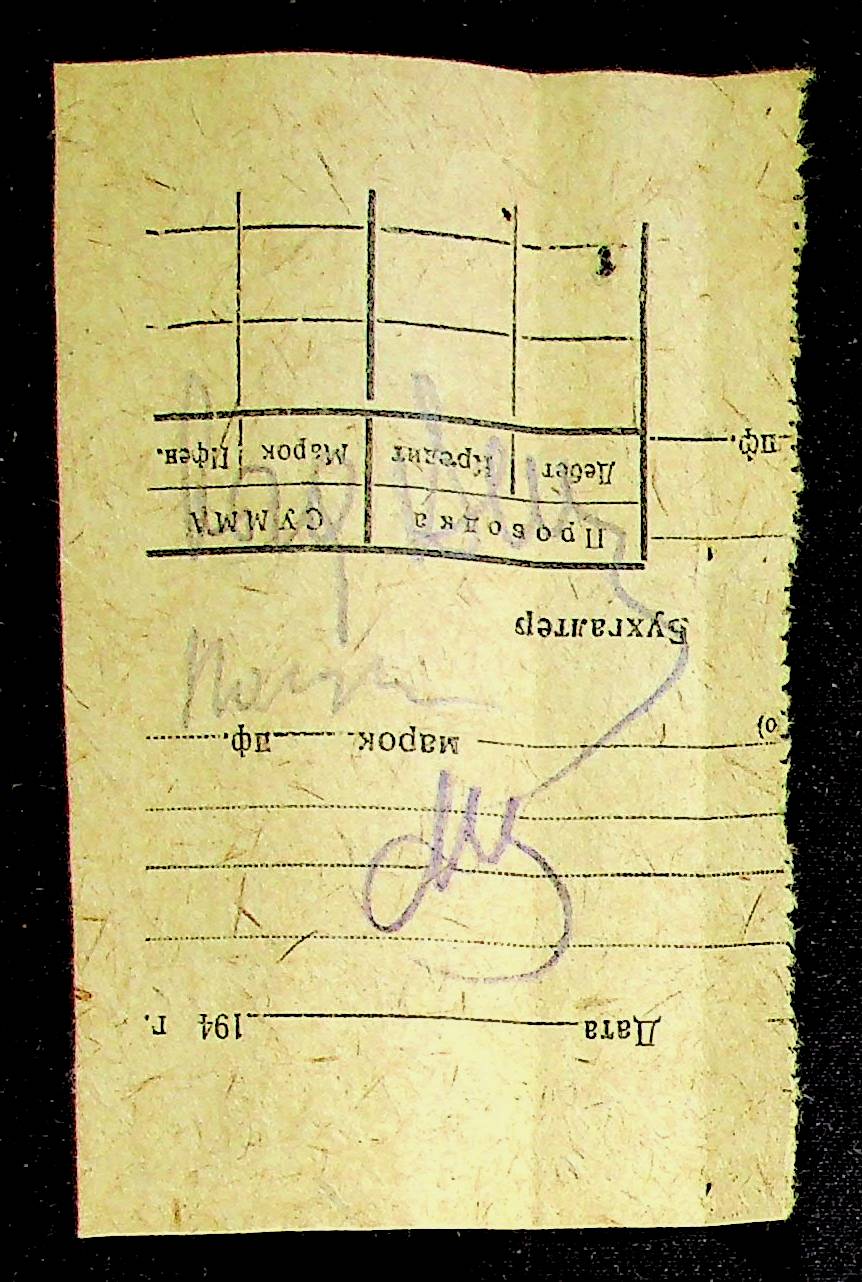 Дата 194 г.
о) марок пф.
Бухгалтер
Проводка СУММА
Дебет Кредит Марок Пфен.
пф.